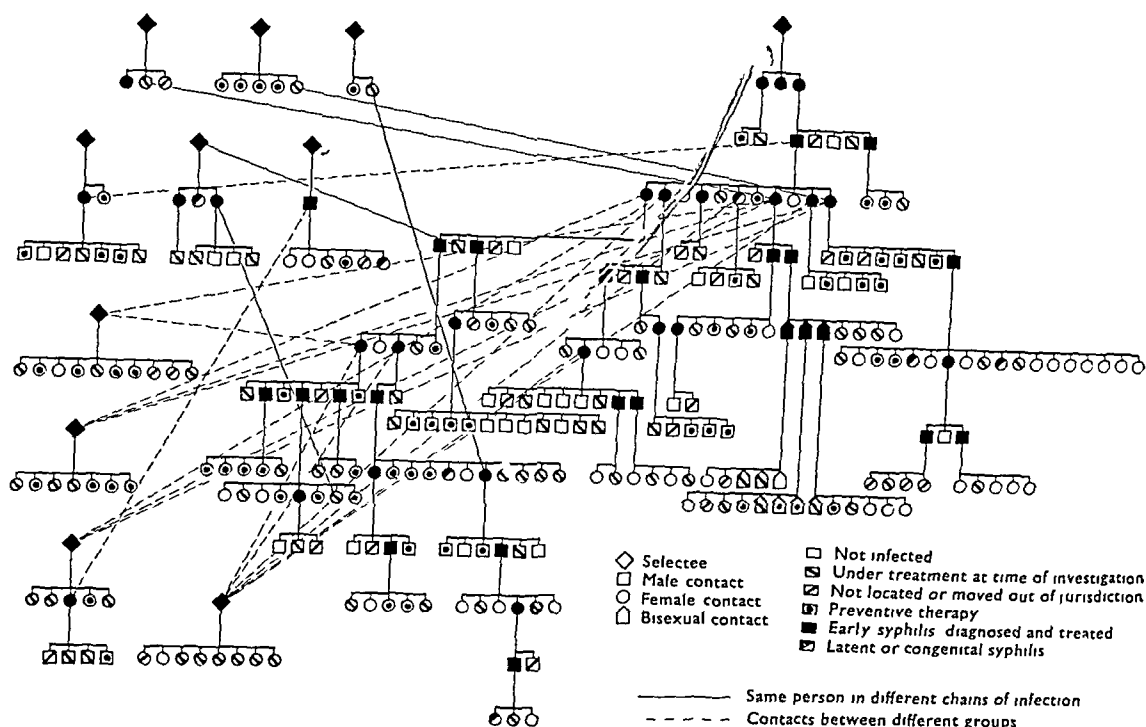 Selectee
Male contact
Female contact
Bisexual contact
Not infected
Under treatment at time of investigation
Not located or moved out of jurisdiction
Preventive therapy
Early syphilis diagnosed and treated
Latent or congenital syphilis
Same person in different chains of infection
Contacts between different groups